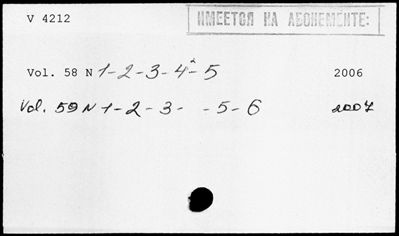 V 4212
ИМЕЕТСЯ НА АБОНЕМЕНТЕ:
Vol. 58 N 1-2-3-4-5 2006
Vol. 59 N 1-2-3- -5-6 2007